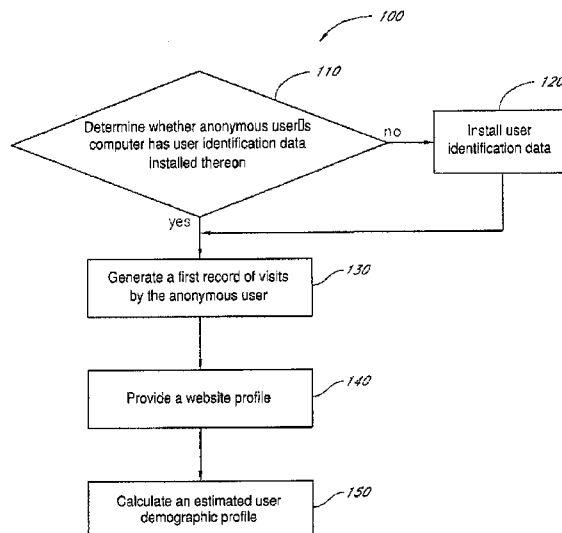 100
110
Determine whether anonymous user▯s
computer has user identification data
installed thereon
no
120
Install user
identification data
yes
Generate a first record of visits
by the anonymous user
130
Provide a website profile
140
Calculate an estimated user
demographic profile
150